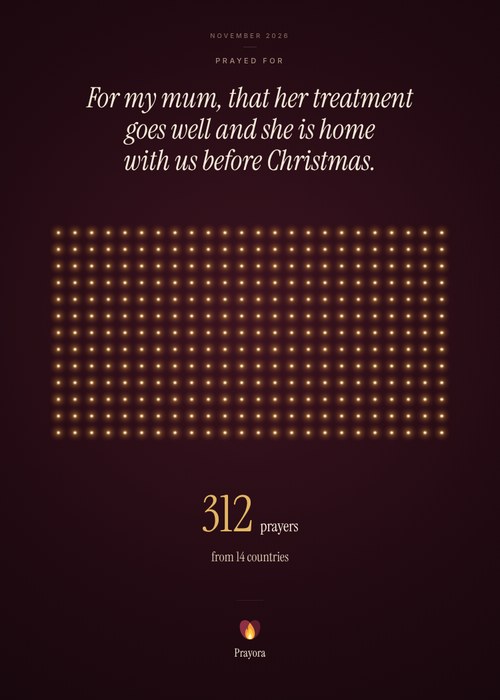 NOVEMBER 2026
PRAYED FOR
For my mum, that her treatment
goes well and she is home
with us before Christmas.
312 prayers
from 14 countries
Prayora